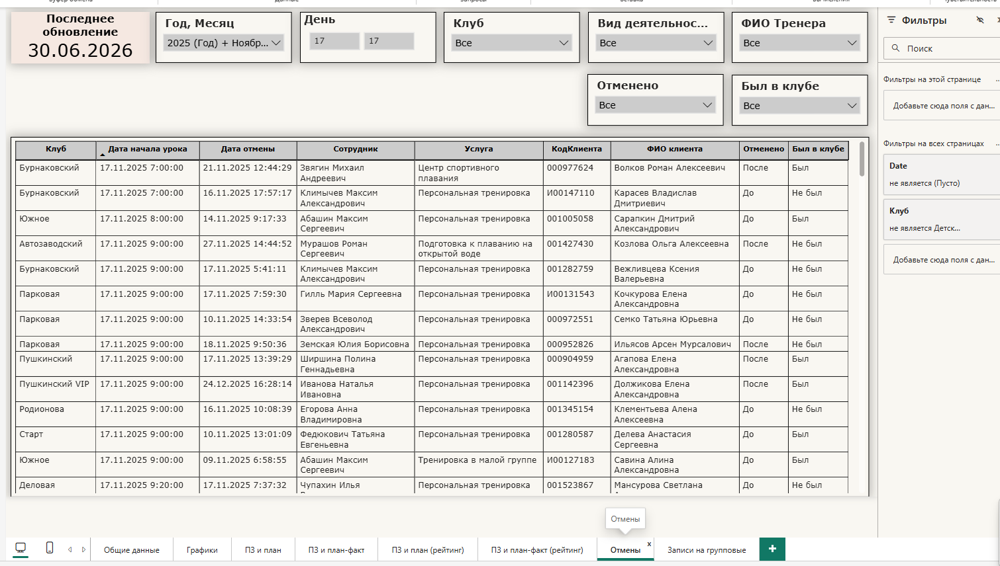 Последнее
обновление
30.06.2026
Год, Месяц
2025 (Год) + Ноябр...
День
17 17
Клуб
Все
Вид деятельнос...
Все
ФИО Тренера
Все
Отменено
Все
Был в клубе
Все
Клуб Дата начала урока Дата отмены Сотрудник Услуга КодКлиента ФИО клиента Отменено Был в клубе
Бурнаковский 17.11.2025 7:00:00 21.11.2025 12:44:29 Звягин Михаил Центр спортивного 000977624 Волков Роман Алексеевич После Был
Андреевич плавания
Бурнаковский 17.11.2025 7:00:00 16.11.2025 17:57:17 Климычев Максим Персональная тренировка И00147110 Карасев Владислав До Не был
Александрович Дмитриевич
Южное 17.11.2025 8:00:00 14.11.2025 9:17:33 Абашин Максим Персональная тренировка 001005058 Сарапкин Дмитрий До Был
Сергеевич Александрович
Автозаводский 17.11.2025 9:00:00 27.11.2025 14:44:52 Мурашов Роман Подготовка к плаванию на 001427430 Козлова Ольга Алексеевна После Не был
Сергеевич открытой воде
Бурнаковский 17.11.2025 9:00:00 17.11.2025 5:41:11 Климычев Максим Персональная тренировка 001282759 Вежливцева Ксения До Не был
Александрович Валерьевна
Парковая 17.11.2025 9:00:00 17.11.2025 7:59:30 Гилль Мария Сергеевна Персональная тренировка И00131543 Кочкурова Елена До Не был
Александровна
Парковая 17.11.2025 9:00:00 10.11.2025 14:33:54 Зверев Всеволод Персональная тренировка 000972551 Семко Татьяна Юрьевна До Не был
Александрович
Парковая 17.11.2025 9:00:00 18.11.2025 9:50:36 Земская Юлия Борисовна Персональная тренировка 000952826 Ильясов Арсен Мурсалович После Не был
Пушкинский 17.11.2025 9:00:00 17.11.2025 13:39:29 Ширшина Полина Персональная тренировка 000904959 Агапова Елена После Был
Геннадьевна Александровна
Пушкинский VIP 17.11.2025 9:00:00 24.12.2025 16:28:14 Иванова Наталья Персональная тренировка 001142396 Должикова Елена После Был
Ивановна Александровна
Родионова 17.11.2025 9:00:00 16.11.2025 10:08:39 Егорова Анна Персональная тренировка 001345154 Клементьева Алена До Не был
Владимировна Алексеевна
Старт 17.11.2025 9:00:00 10.11.2025 13:01:09 Федюкович Татьяна Персональная тренировка 001280587 Делева Анастасия До Был
Евгеньевна Сергеевна
Южное 17.11.2025 9:00:00 09.11.2025 6:58:55 Абашин Максим Тренировка в малой группе И00127183 Савина Алина До Был
Сергеевич Александровна
Деловая 17.11.2025 9:20:00 17.11.2025 7:37:32 Чупахин Илья Персональная тренировка 001523867 Мансурова Светлана До Не был
Фильтры
Поиск
Фильтры на этой странице ..
Добавьте сюда поля с дан...
Фильтры на всех страницах ..
Date
не является (Пусто)
Клуб
не является Детск...
Добавьте сюда поля с дан...
Отмены
Общие данные Графики ПЗ и план ПЗ и план-факт ПЗ и план (рейтинг) ПЗ и план-факт (рейтинг) Отмены x Записи на групповые +